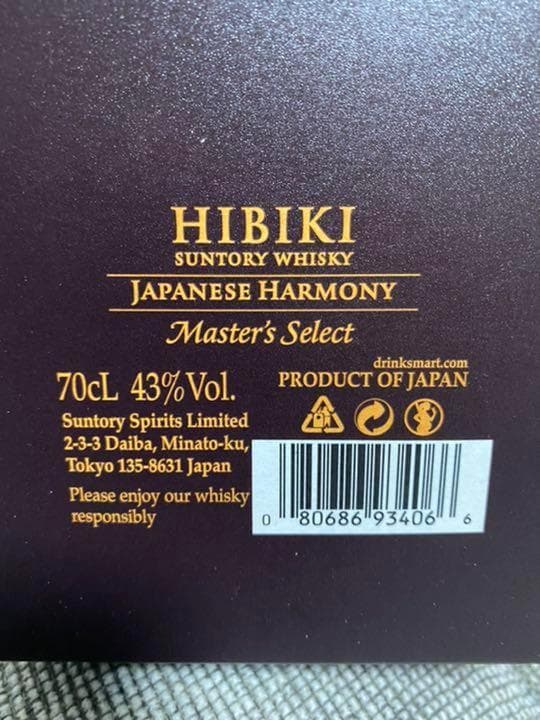 HIBIKI
SUNTORY WHISKY
JAPANESE HARMONY
Master's Select
70cL 43%Vol.
drinksmart.com
PRODUCT OF JAPAN
Suntory Spirits Limited
2-3-3 Daiba, Minato-ku,
Tokyo 135-8631 Japan
Please enjoy our whisky
responsibly
0 80686 93406 6